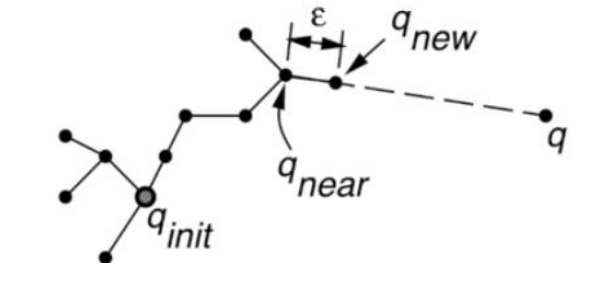 ε
q_new
q
q_near
q_init